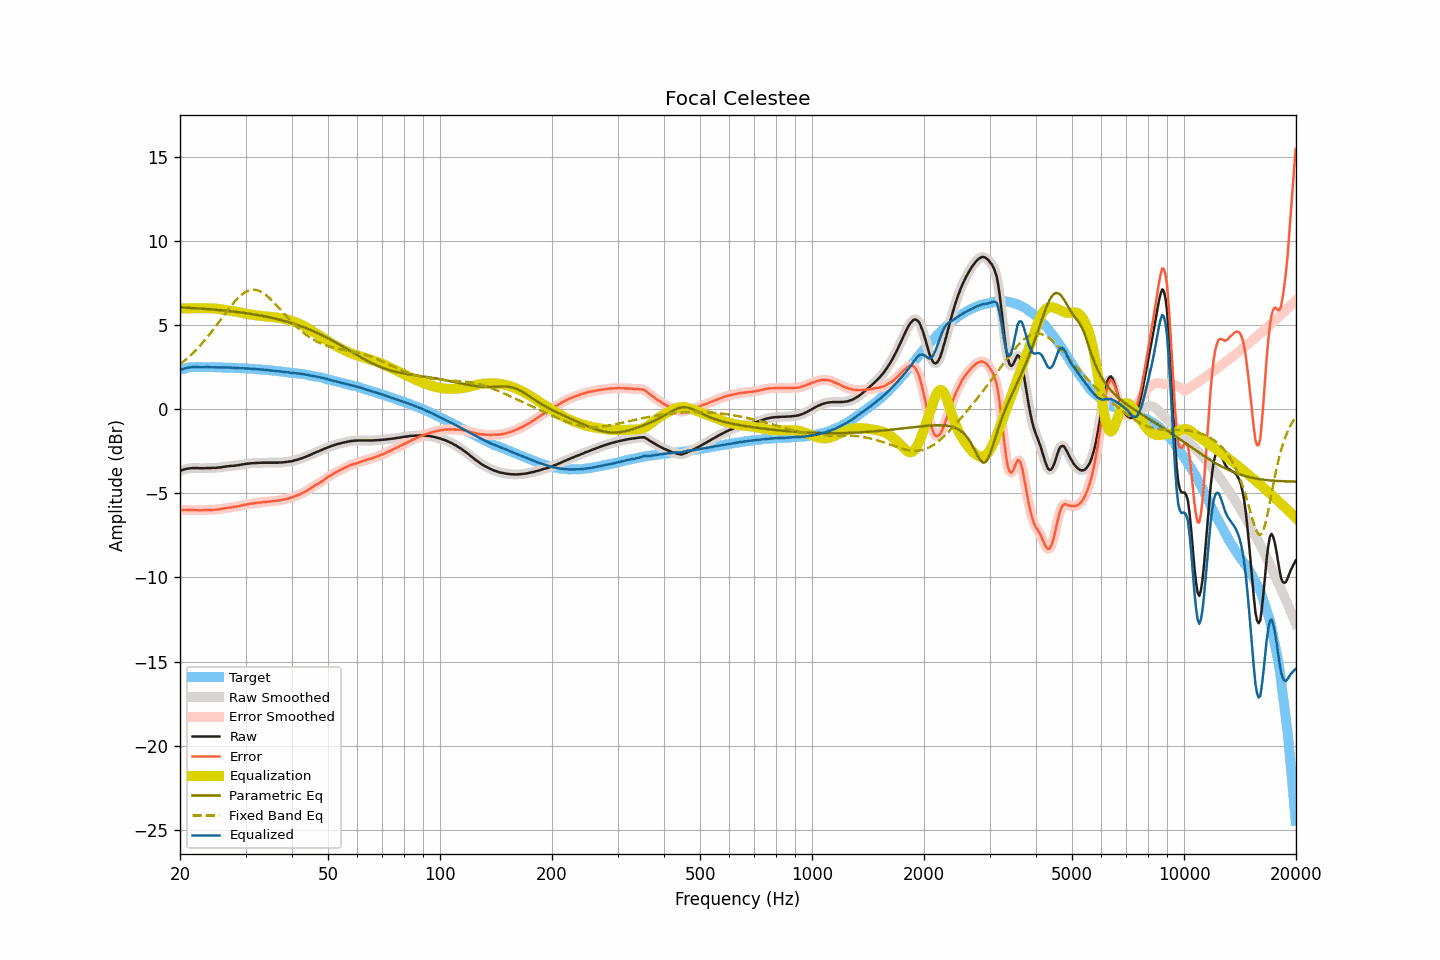 Focal Celestee
Amplitude (dBr)
15
10
5
0
−5
−10
−15
−20
−25
Target
Raw Smoothed
Error Smoothed
Raw
Error
Equalization
Parametric Eq
Fixed Band Eq
Equalized
20 50 100 200 500 1000 2000 5000 10000 20000
Frequency (Hz)